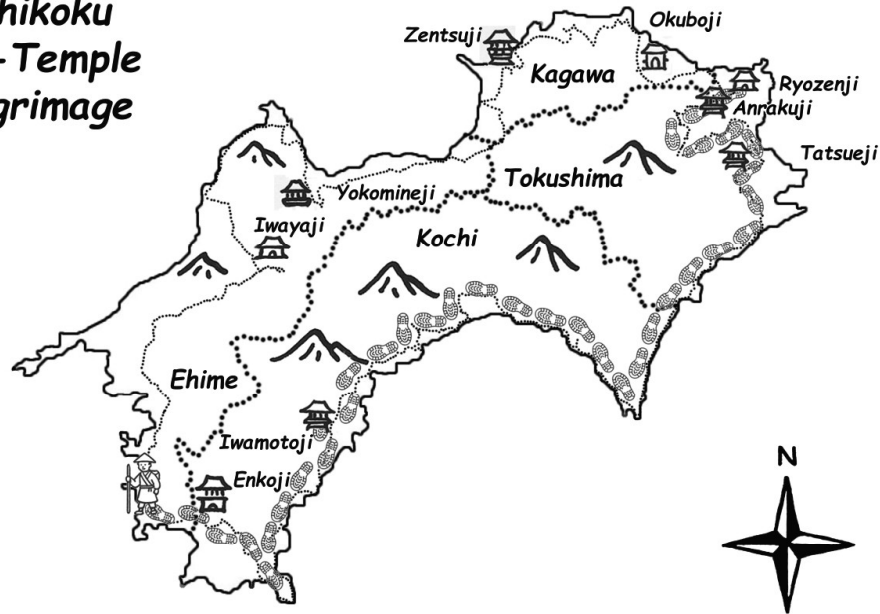 hikoku
-Temple
grimage
Okuboji
Zentsuji
Kagawa
Ryozenji
Anrakuji
Tatsueji
Tokushima
Yokomineji
Iwayaji
Kochi
Ehime
Iwamotoji
Enkoji
N